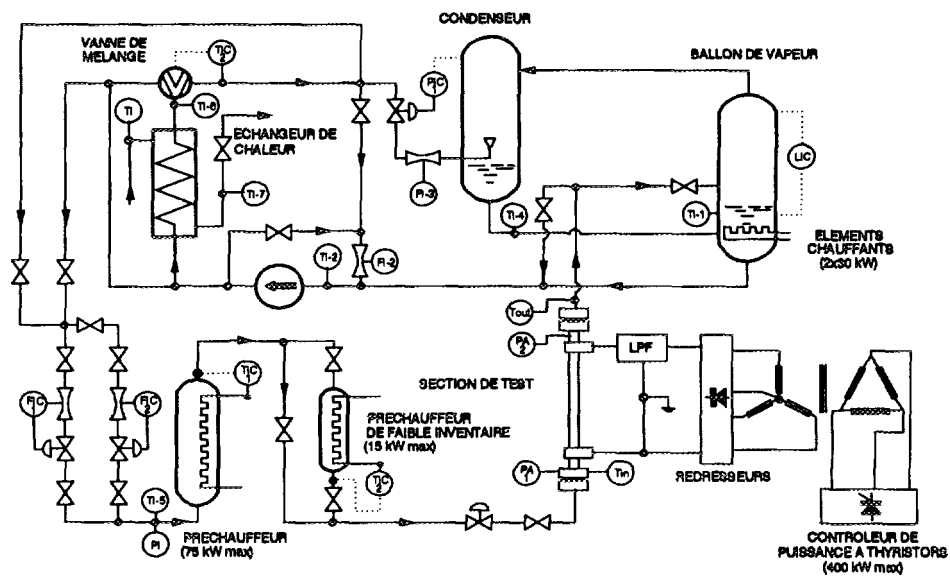 CONDENSEUR
VANNE DE
MELANGE
TIC
2
PIC
1
BALLON DE VAPEUR
TI
TI-6
ECHANGEUR DE
CHALEUR
LIC
FI-3
TI-7
TI-4
TI-1
TI-2
FI-2
ELEMENTS
CHAUFFANTS
(2x30 kW)
Tout
PA
2
LPF
TIC
1
SECTION DE TEST
FIC
1
FIC
2
PRECHAUFFEUR
DE FAIBLE INVENTAIRE
(15 kW max)
PA
1
Tin
REDRESSEURS
TIC
2
TI-5
PI
PRECHAUFFEUR
(75 kW max)
CONTROLEUR DE
PUISSANCE A THYRISTORS
(400 kW max)